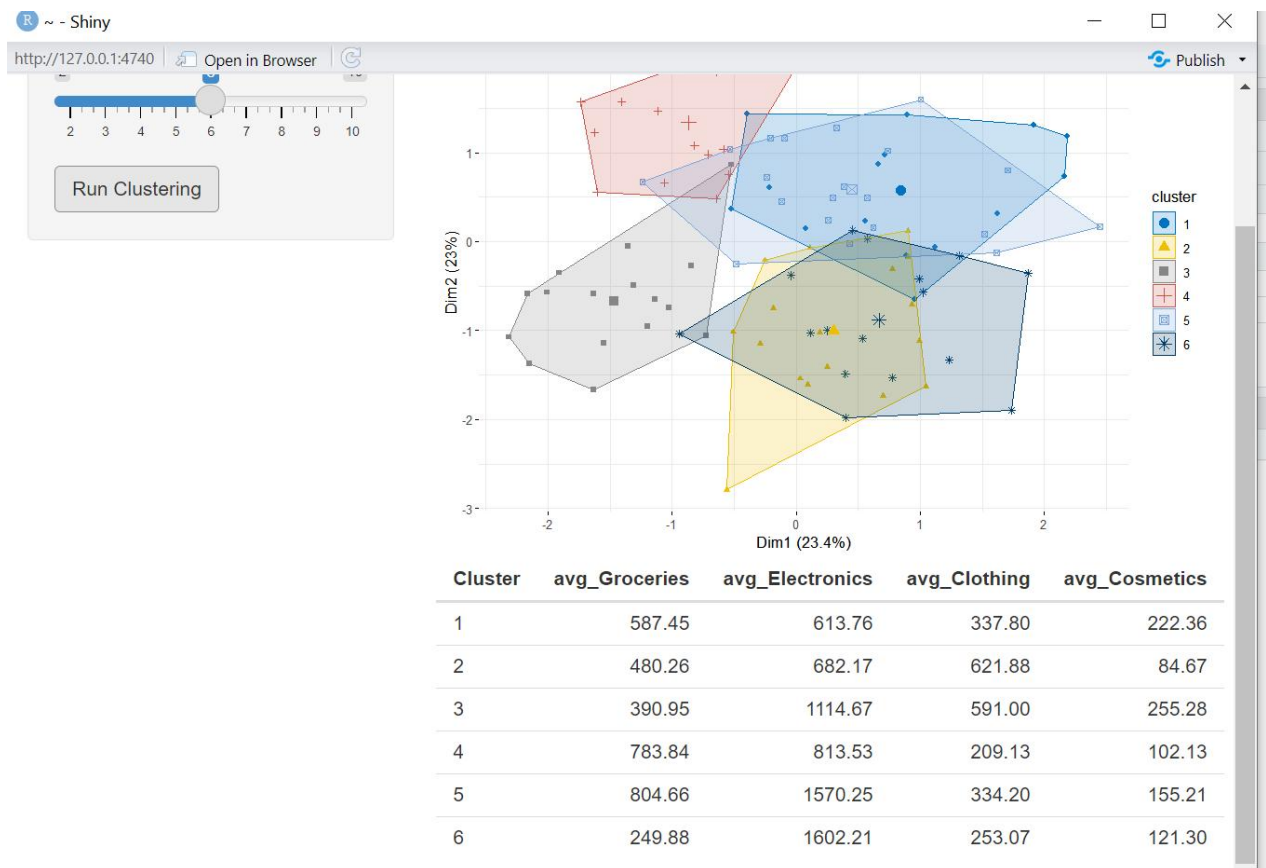 R ~ - Shiny
http://127.0.0.1:4740 Open in Browser Publish
2 3 4 5 6 7 8 9 10
Run Clustering
1
0
-1
-2
-3
Dim2 (23%)
-2 -1 0 1 2
Dim1 (23.4%)
cluster
1
2
3
4
5
6
Cluster avg_Groceries avg_Electronics avg_Clothing avg_Cosmetics
1 587.45 613.76 337.80 222.36
2 480.26 682.17 621.88 84.67
3 390.95 1114.67 591.00 255.28
4 783.84 813.53 209.13 102.13
5 804.66 1570.25 334.20 155.21
6 249.88 1602.21 253.07 121.30